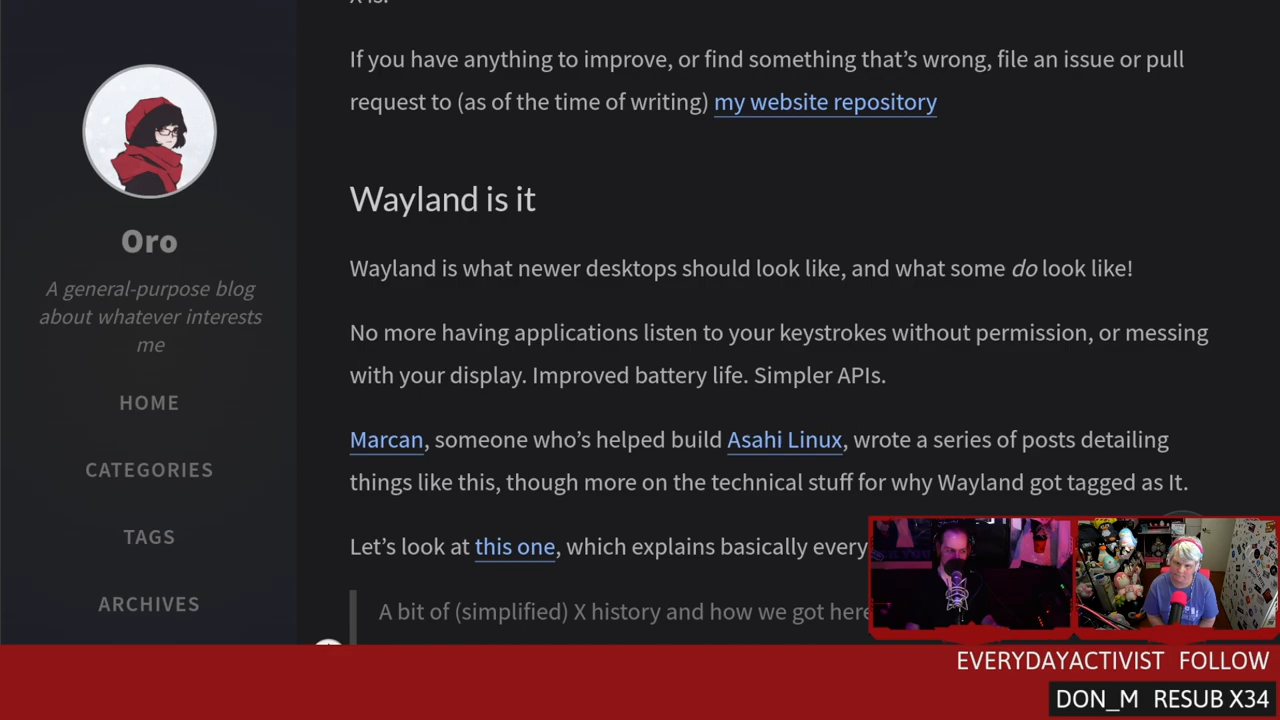 If you have anything to improve, or find something that's wrong, file an issue or pull
request to (as of the time of writing) my website repository
Wayland is it
Wayland is what newer desktops should look like, and what some do look like!
No more having applications listen to your keystrokes without permission, or messing
with your display. Improved battery life. Simpler APIs.
Marcan, someone who's helped build Asahi Linux, wrote a series of posts detailing
things like this, though more on the technical stuff for why Wayland got tagged as It.
Let's look at this one, which explains basically every
A bit of (simplified) X history and how we got here
Oro
A general-purpose blog
about whatever interests
me
HOME
CATEGORIES
TAGS
ARCHIVES
EVERYDAYACTIVIST FOLLOW
DON_M RESUB X34